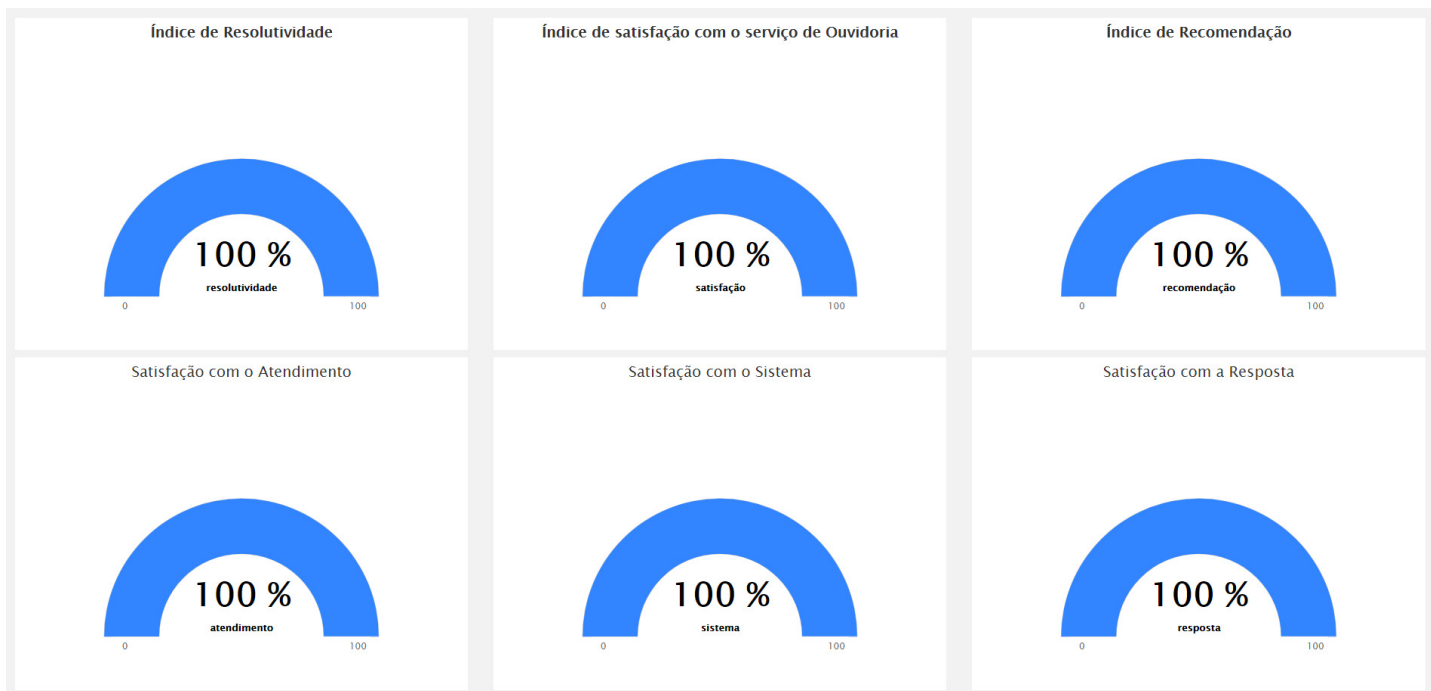 Índice de Resolutividade
100 %
resolutividade
0
100
Índice de satisfação com o serviço de Ouvidoria
100 %
satisfação
0
100
Índice de Recomendação
100 %
recomendação
0
100
Satisfação com o Atendimento
100 %
atendimento
0
100
Satisfação com o Sistema
100 %
sistema
0
100
Satisfação com a Resposta
100 %
resposta
0
100